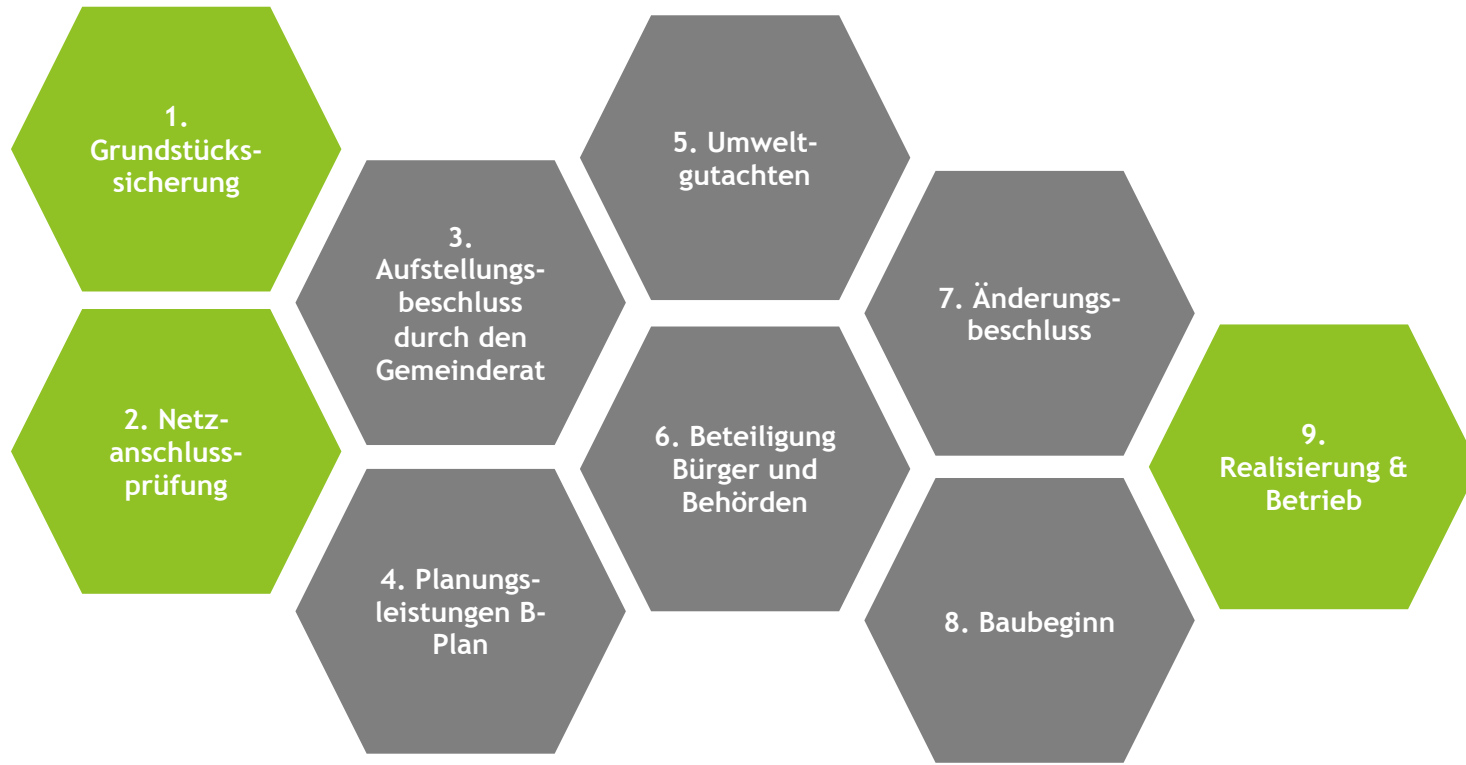 1.
Grundstücks-
sicherung
2. Netz-
anschluss-
prüfung
3.
Aufstellungs-
beschluss
durch den
Gemeinderat
4. Planungs-
leistungen B-
Plan
5. Umwelt-
gutachten
6. Beteiligung
Bürger und
Behörden
7. Änderungs-
beschluss
8. Baubeginn
9.
Realisierung &
Betrieb